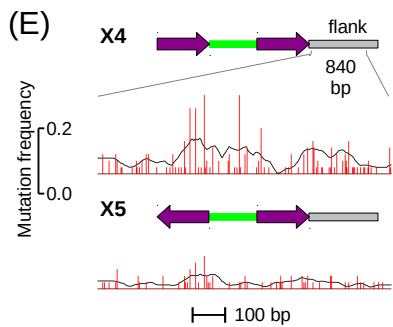 (E)
X4
flank
840
bp
Mutation frequency
0.2
0.0
X5
100 bp